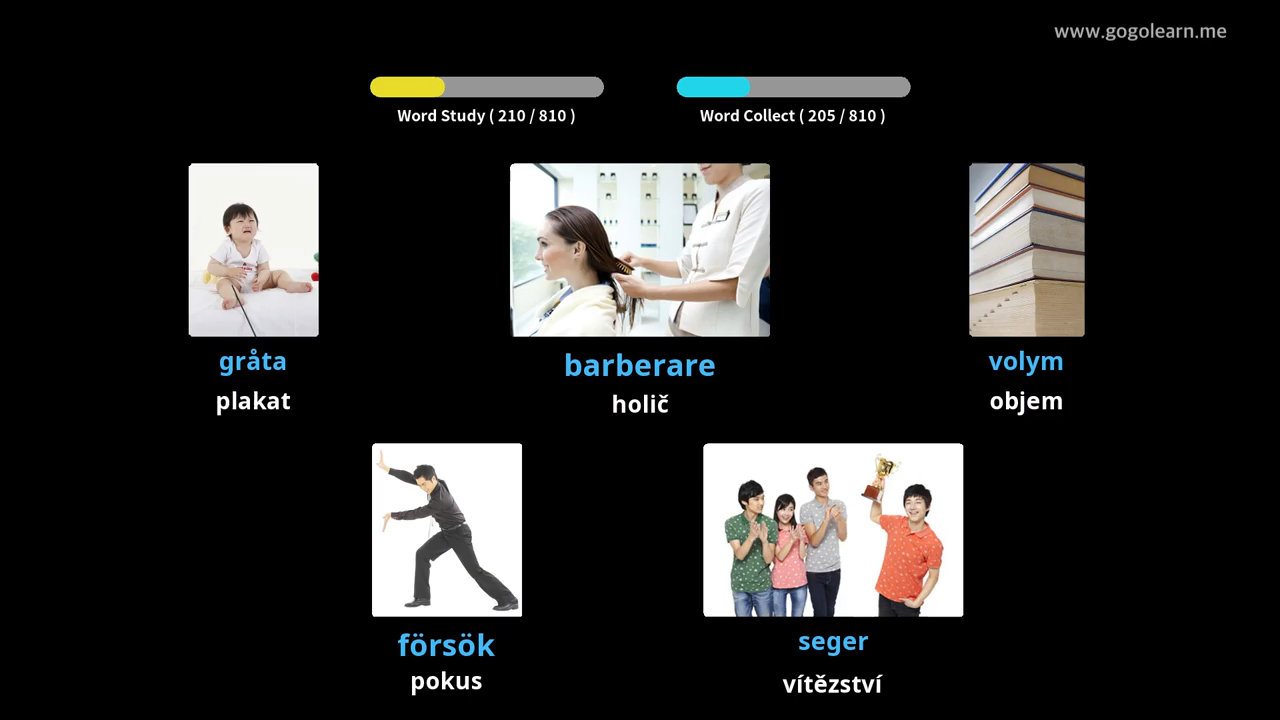 www.gogolearn.me
Word Study ( 210 / 810 )
Word Collect ( 205 / 810 )
gråta
plakat
barberare
holič
volym
objem
försök
pokus
seger
vítězství